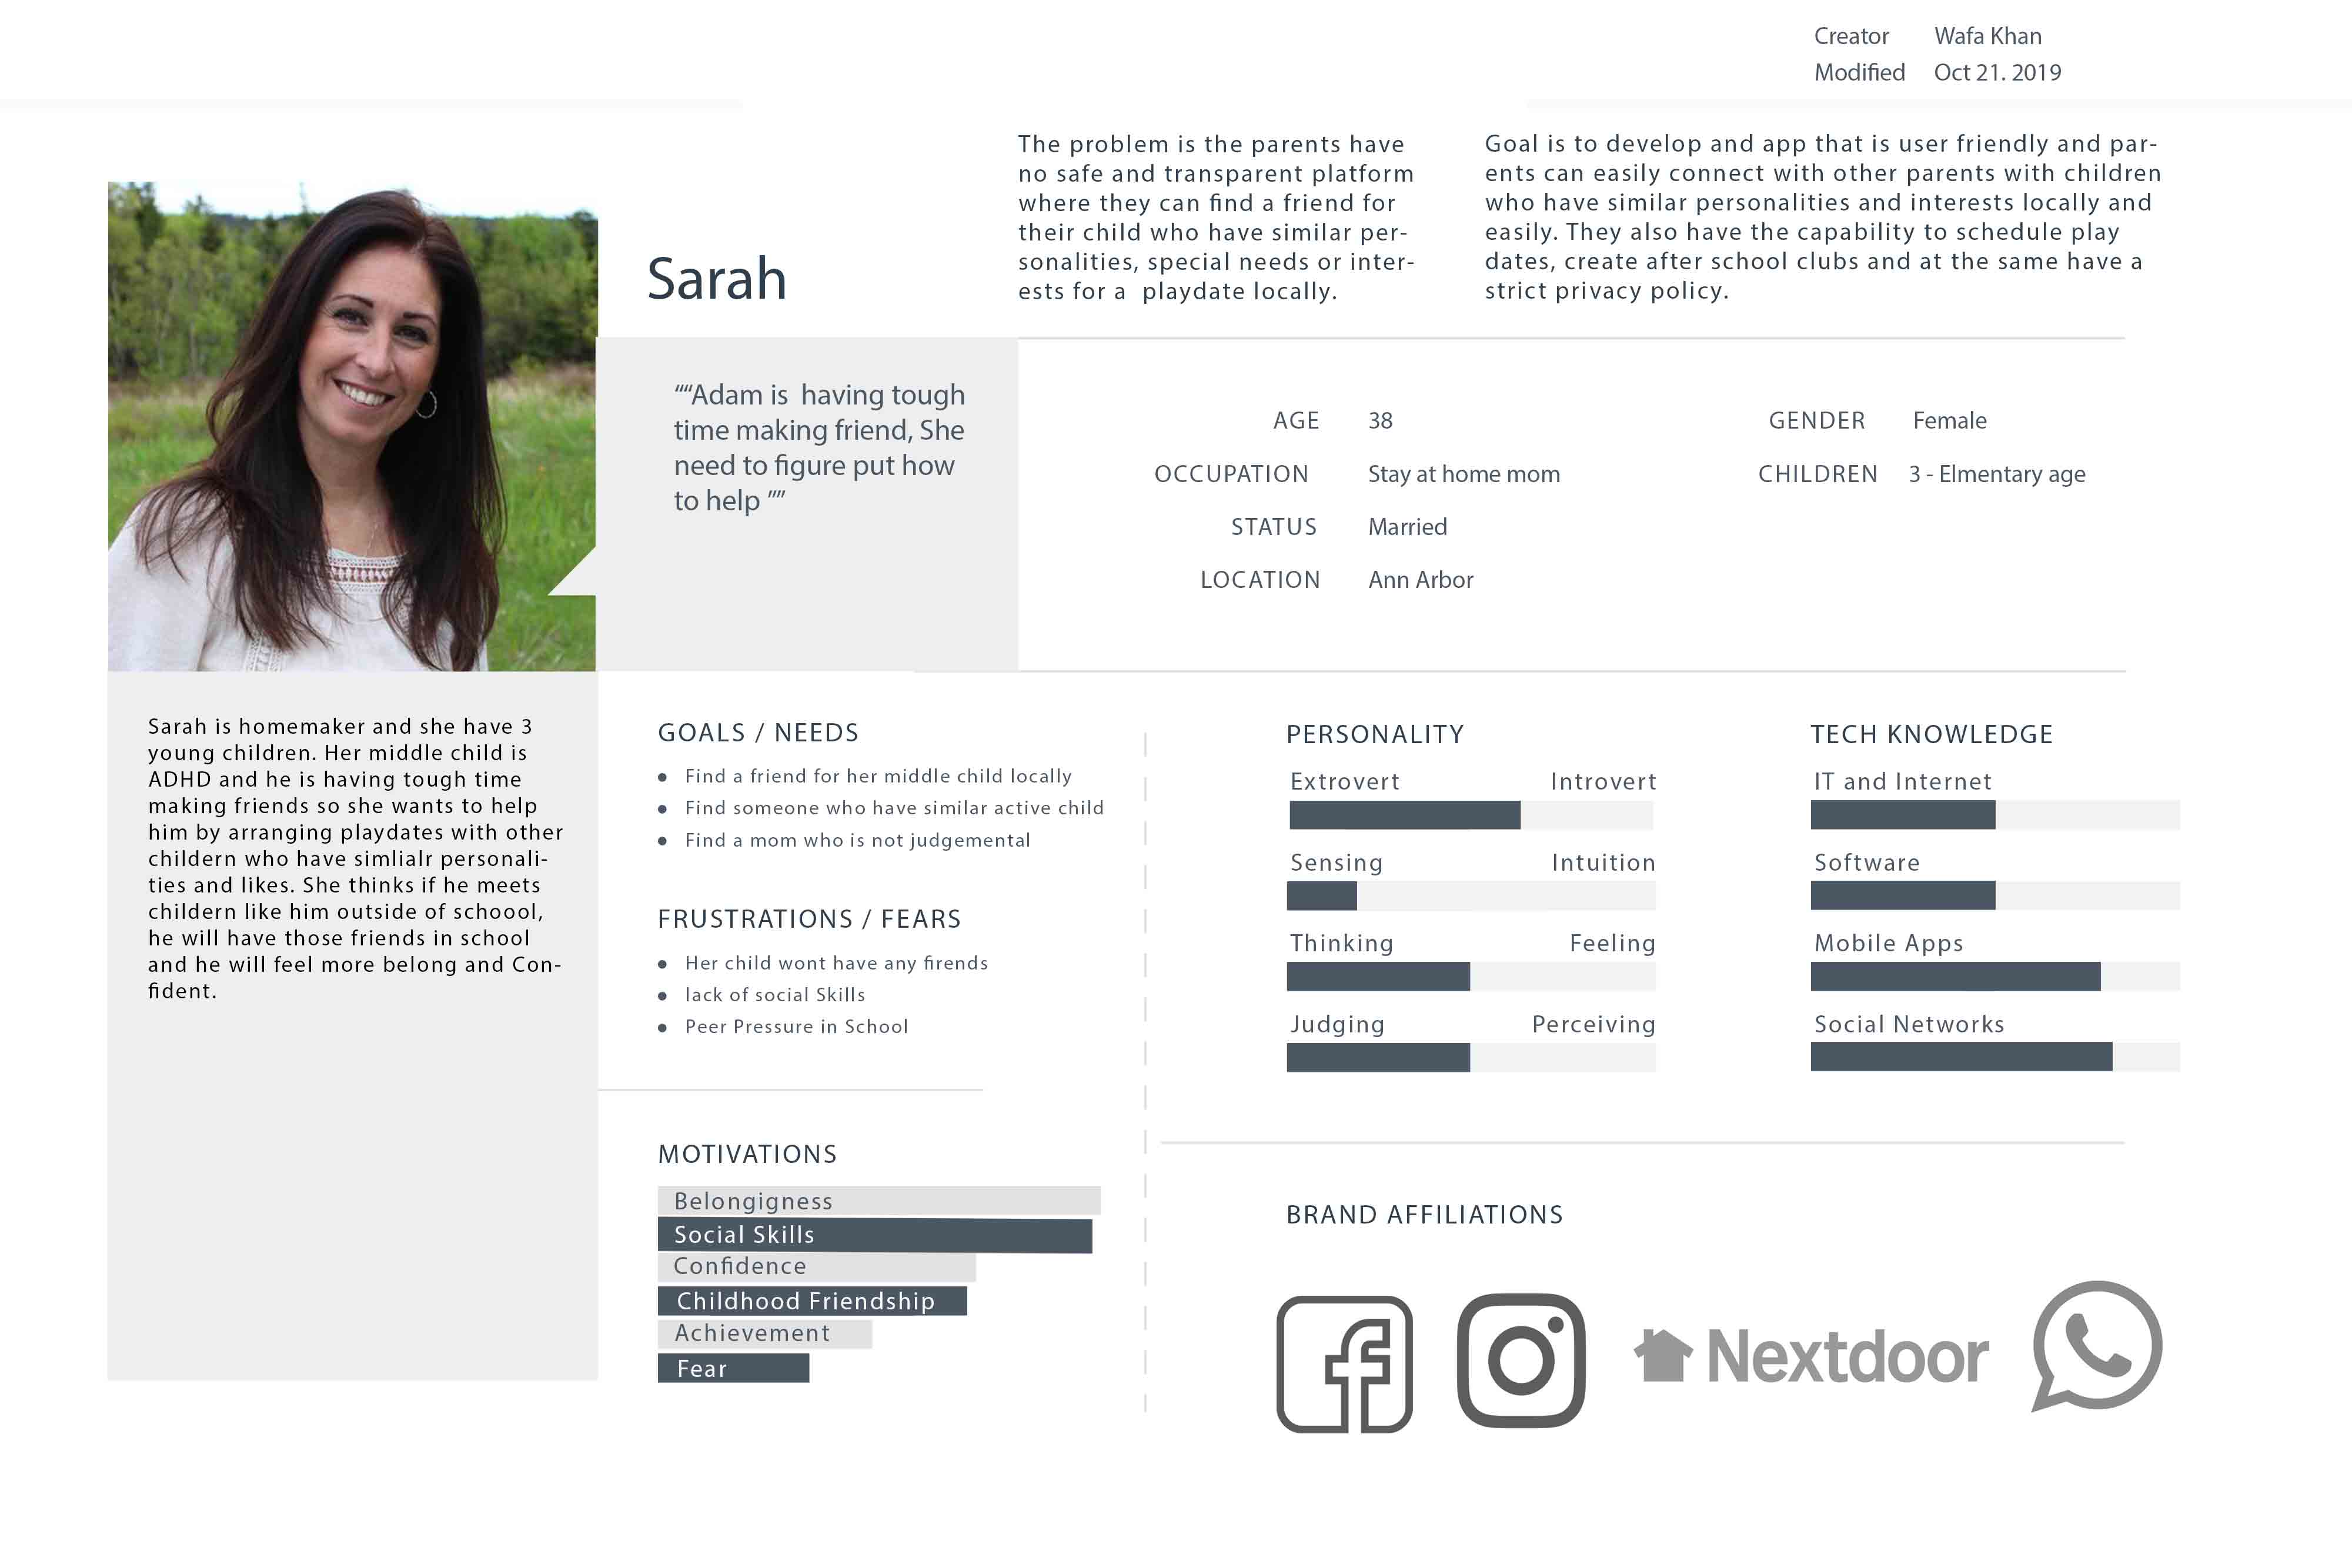 Creator Wafa Khan
Modified Oct 21. 2019
The problem is the parents have
no safe and transparent platform
where they can find a friend for
their child who have similar per-
sonalities, special needs or inter-
ests for a playdate locally.
Goal is to develop and app that is user friendly and par-
ents can easily connect with other parents with children
who have similar personalities and interests locally and
easily. They also have the capability to schedule play
dates, create after school clubs and at the same have a
strict privacy policy.
Sarah
““Adam is having tough
time making friend, She
need to figure put how
to help ””
AGE 38
OCCUPATION Stay at home mom
STATUS Married
LOCATION Ann Arbor
GENDER Female
CHILDREN 3 - Elmentary age
Sarah is homemaker and she have 3
young children. Her middle child is
ADHD and he is having tough time
making friends so she wants to help
him by arranging playdates with other
childern who have simlialr personali-
ties and likes. She thinks if he meets
childern like him outside of schoool,
he will have those friends in school
and he will feel more belong and Con-
fident.
GOALS / NEEDS
• Find a friend for her middle child locally
• Find someone who have similar active child
• Find a mom who is not judgemental
FRUSTRATIONS / FEARS
• Her child wont have any firends
• lack of social Skills
• Peer Pressure in School
MOTIVATIONS
Belongigness
Social Skills
Confidence
Childhood Friendship
Achievement
Fear
PERSONALITY
Extrovert Introvert
Sensing Intuition
Thinking Feeling
Judging Perceiving
TECH KNOWLEDGE
IT and Internet
Software
Mobile Apps
Social Networks
BRAND AFFILIATIONS
Nextdoor